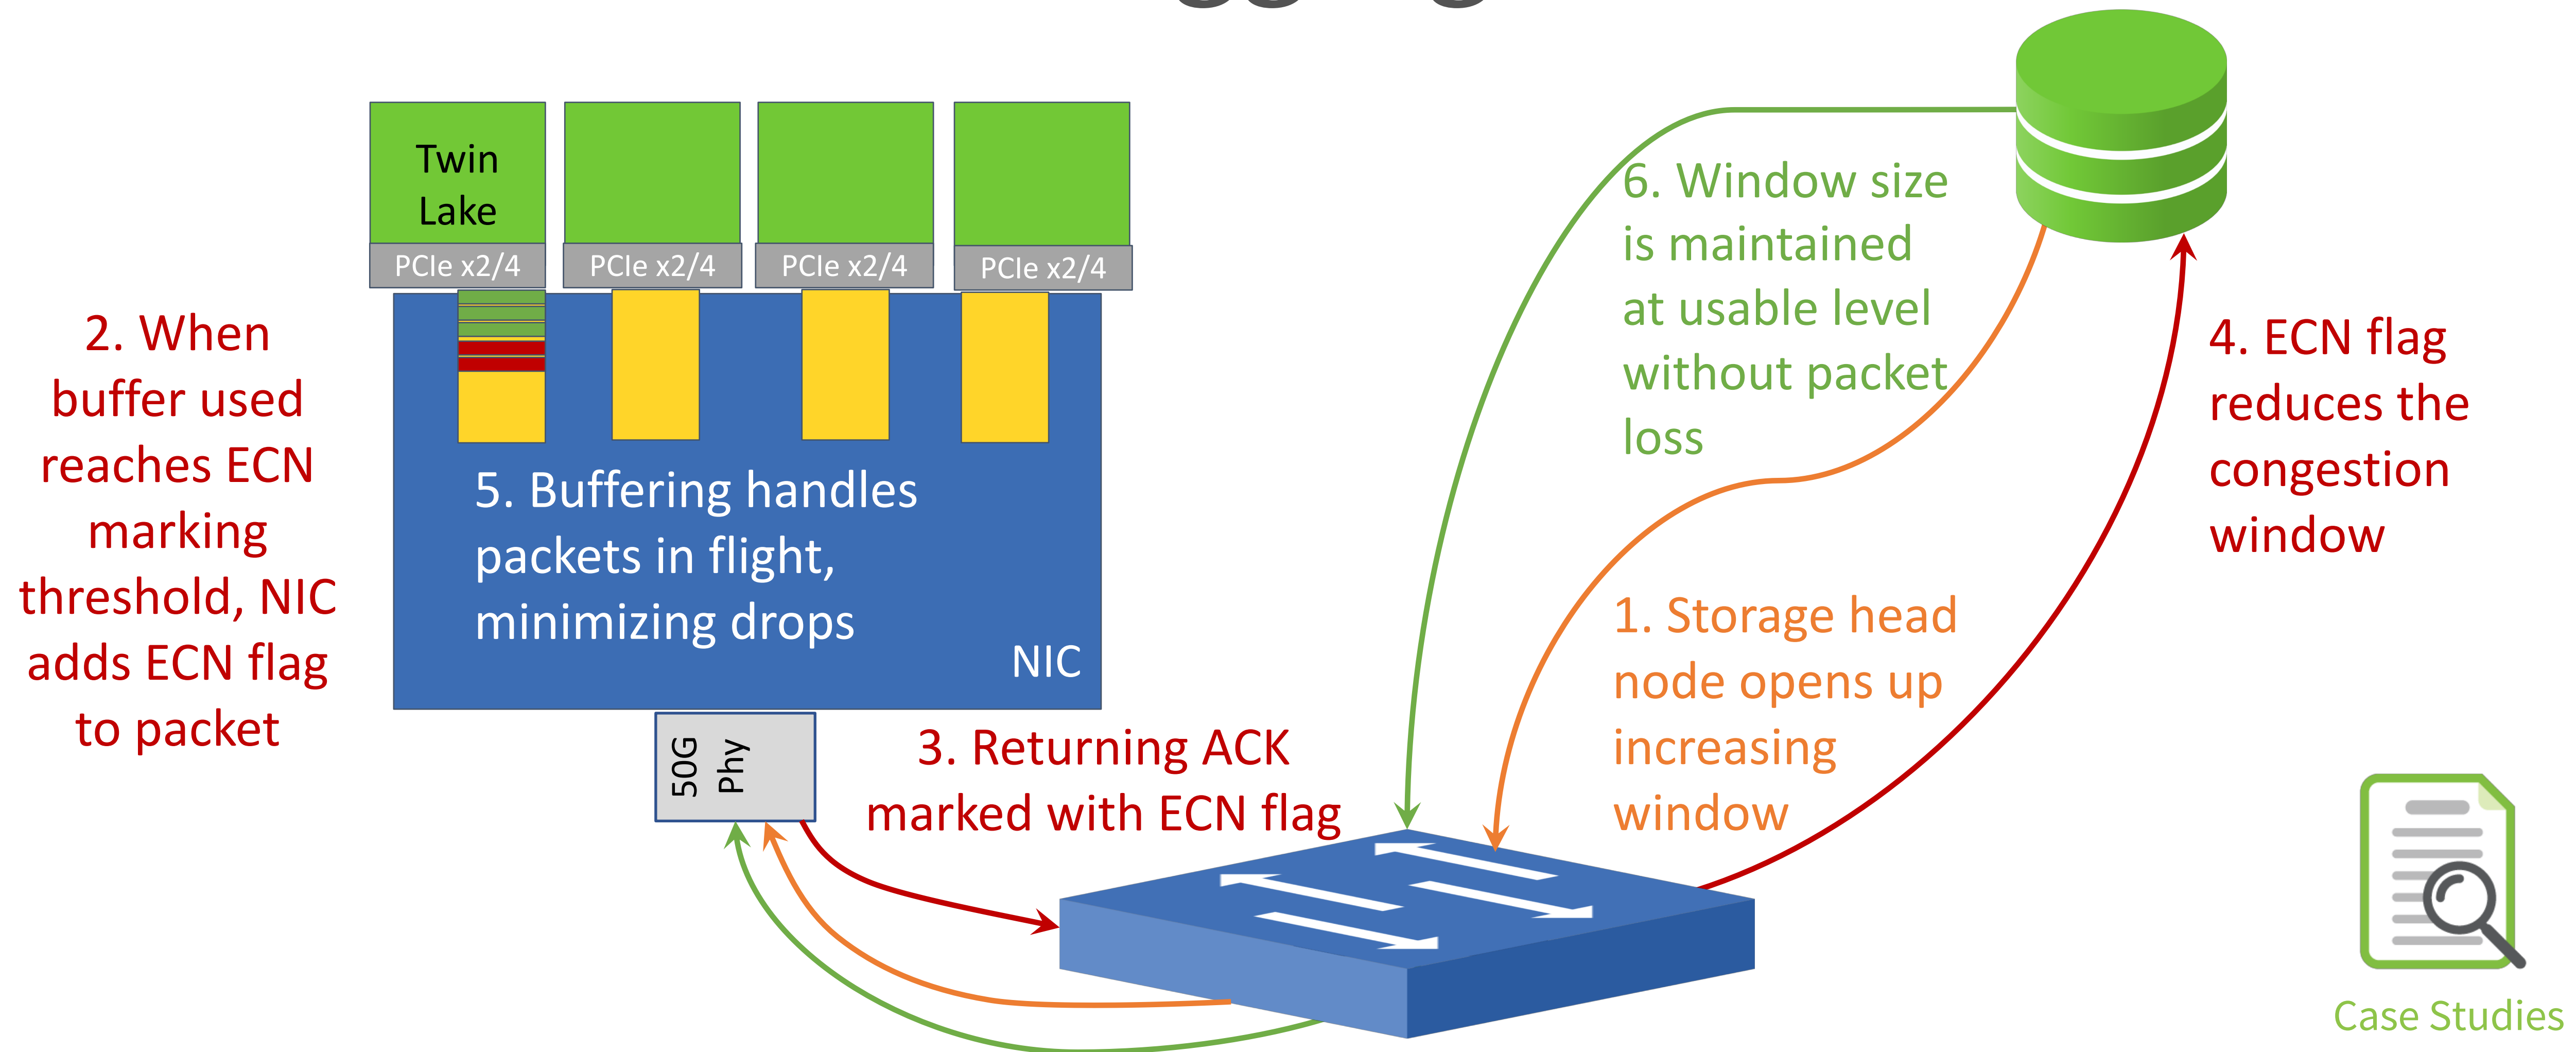 Twin
Lake
PCIe x2/4
PCIe x2/4
PCIe x2/4
PCIe x2/4
2. When
buffer used
reaches ECN
marking
threshold, NIC
adds ECN flag
to packet
5. Buffering handles
packets in flight,
minimizing drops
NIC
50G
Phy
3. Returning ACK
marked with ECN flag
6. Window size
is maintained
at usable level
without packet
loss
1. Storage head
node opens up
increasing
window
4. ECN flag
reduces the
congestion
window
Case Studies